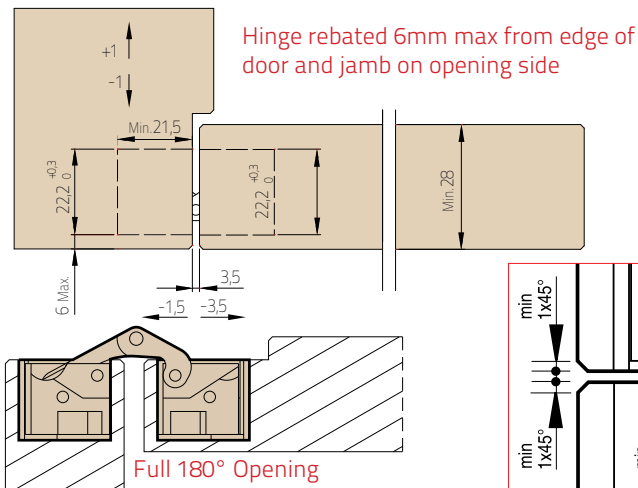 Hinge rebated 6mm max from edge of
door and jamb on opening side
+1
-1
Min.21,5
22,2 +0,3 0
22,2 +0,3 0
Min.28
6 Max.
3,5
-1,5
-3,5
min
1x45°
min
1x45°
min
Full 180° Opening